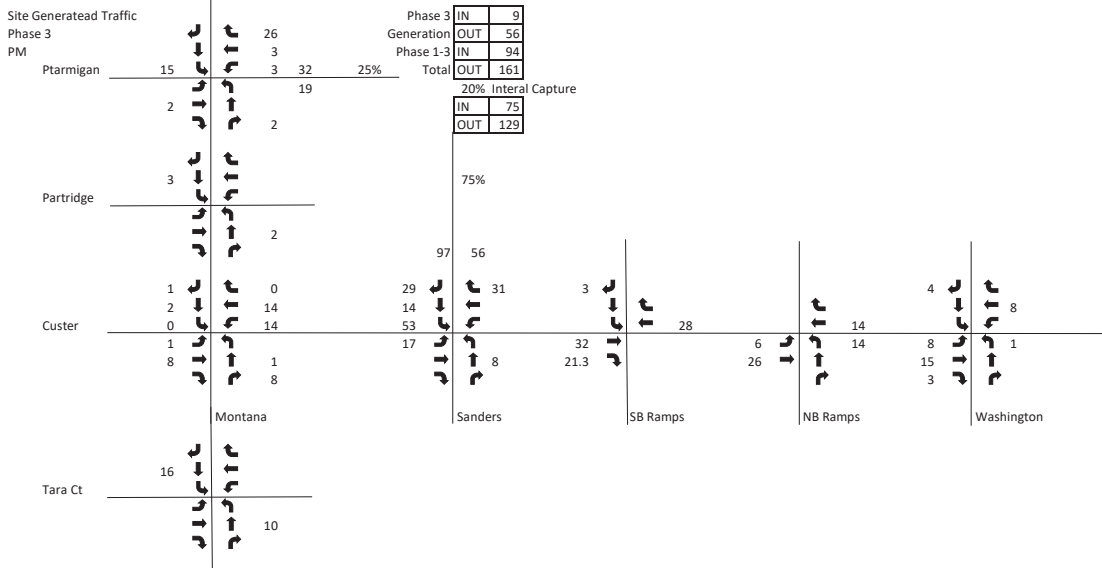 Site Generatead Traffic
Phase 3
PM
Phase 3 IN 9
Generation OUT 56
Phase 1-3 IN 94
Total OUT 161
20% Interal Capture
IN 75
OUT 129
26
3
Ptarmigan 15 3 32 25%
19
2
2
3
75%
Partridge
2
97 56
1 0 29 31 3 4
2 14 14 8
Custer 0 14 53 28 14
1 17 32 6 14 8 1
8 1 8 21.3 26 15
8 3
Montana Sanders SB Ramps NB Ramps Washington
16
Tara Ct
10